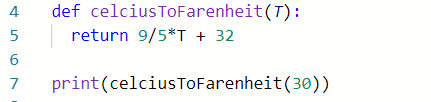 4 def celciusToFarenheit(T):
5 return 9/5*T + 32
6
7 print(celciusToFarenheit(30))